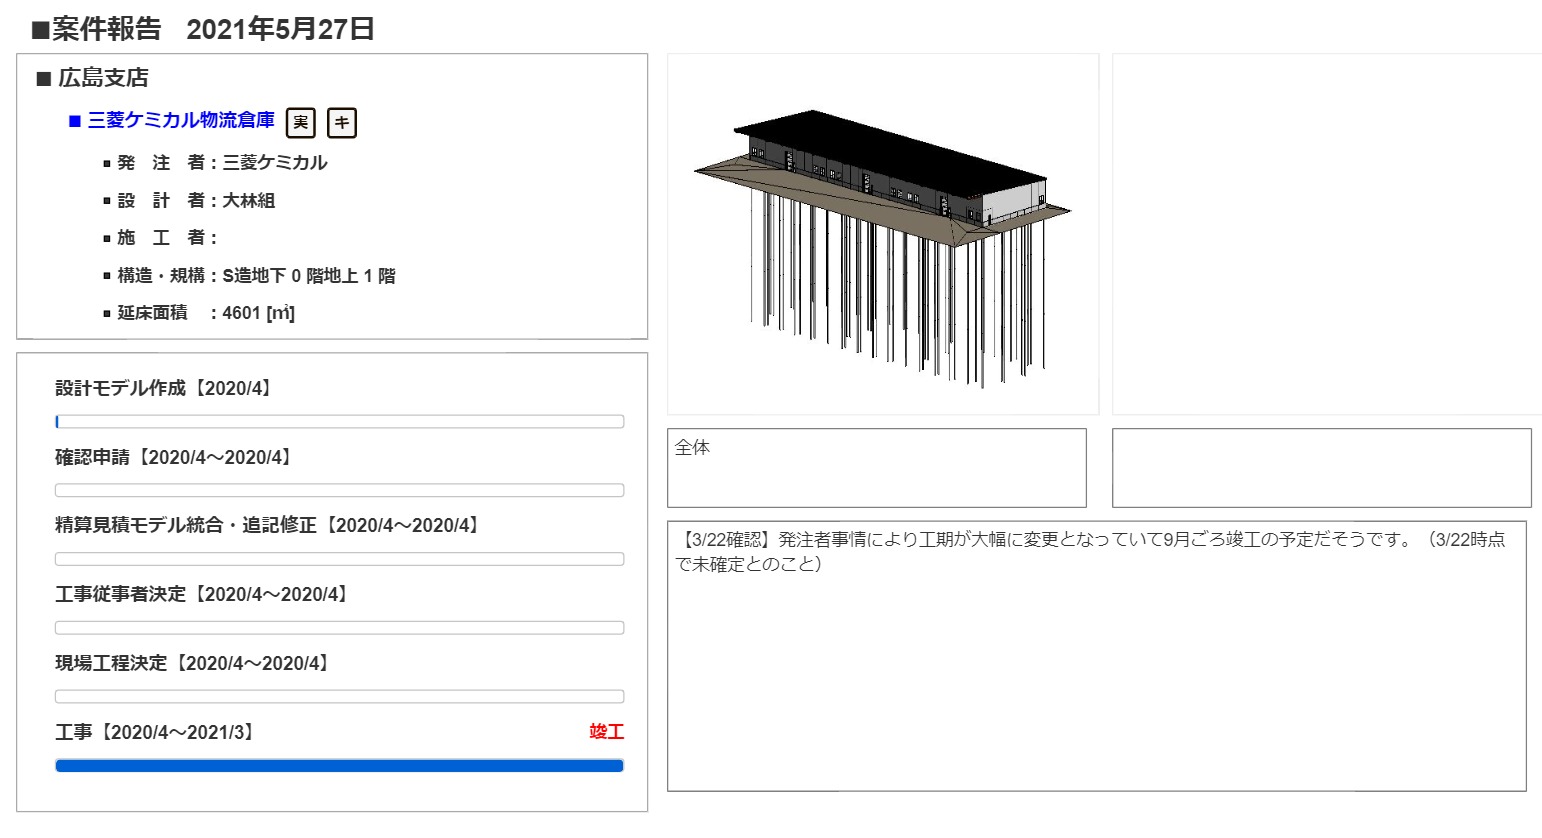 ■案件報告　2021年5月27日
■ 広島支店
■ 三菱ケミカル物流倉庫 実 キ
▪ 発　注　者：三菱ケミカル
▪ 設　計　者：大林組
▪ 施　工　者：
▪ 構造・規構：S造地下 0 階地上 1 階
▪ 延床面積　：4601 [㎡]
設計モデル作成【2020/4】
確認申請【2020/4～2020/4】
精算見積モデル統合・追記修正【2020/4～2020/4】
工事従事者決定【2020/4～2020/4】
現場工程決定【2020/4～2020/4】
工事【2020/4～2021/3】 竣工
全体
【3/22確認】発注者事情により工期が大幅に変更となっていて9月ごろ竣工の予定だそうです。（3/22時点
で未確定とのこと）